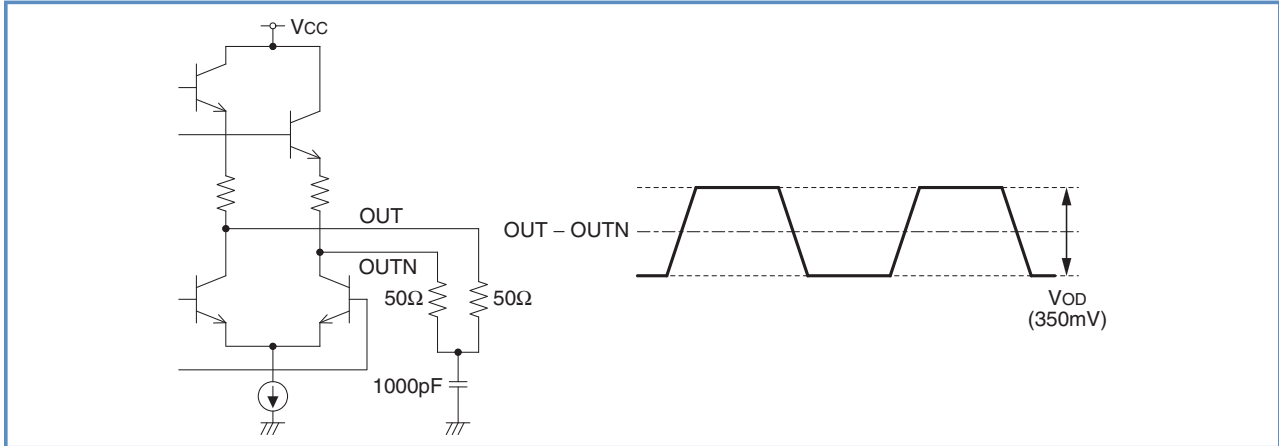 VCC
OUT
OUTN
50Ω
50Ω
1000pF
OUT – OUTN
VOD
(350mV)